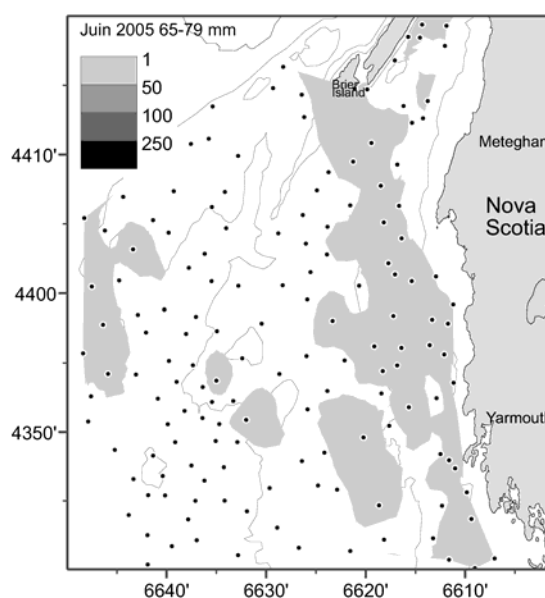 Juin 2005 65-79 mm
1
50
100
250
Brier
Island
Meteghan
Nova
Scotia
Yarmouth
4410'
4400'
4350'
6640'
6630'
6620'
6610'